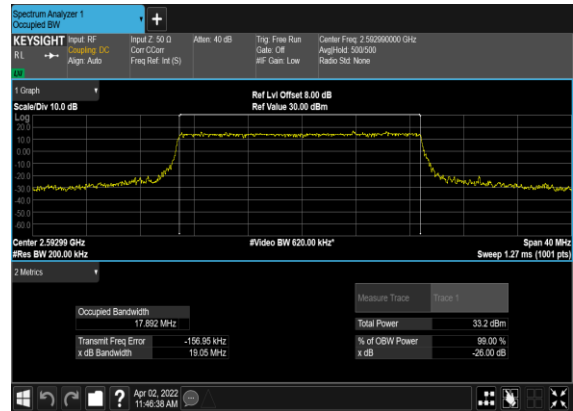 Spectrum Analyzer 1
Occupied BW
+
KEYSIGHT
RL
Input: RF
Coupling: DC
Align: Auto
Input Z: 50 Ω
Corr CCorr
Freq Ref: Int (S)
Atten: 40 dB
Trig: Free Run
Gate: Off
#IF Gain: Low
Center Freq: 2.592990000 GHz
Avg|Hold: 500/500
Radio Std: None
1 Graph
Scale/Div 10.0 dB
Ref Lvl Offset 8.00 dB
Ref Value 30.00 dBm
Log
20.0
10.0
0.00
-10.0
-20.0
-30.0
-40.0
-50.0
-60.0
Center 2.59299 GHz
#Res BW 200.00 kHz
#Video BW 620.00 kHz*
Span 40 MHz
Sweep 1.27 ms (1001 pts)
2 Metrics
Measure Trace Trace 1
Occupied Bandwidth
17.892 MHz
Total Power 33.2 dBm
Transmit Freq Error -156.95 kHz
% of OBW Power 99.00 %
x dB Bandwidth 19.05 MHz
x dB -26.00 dB
?
Apr 02, 2022
11:46:38 AM